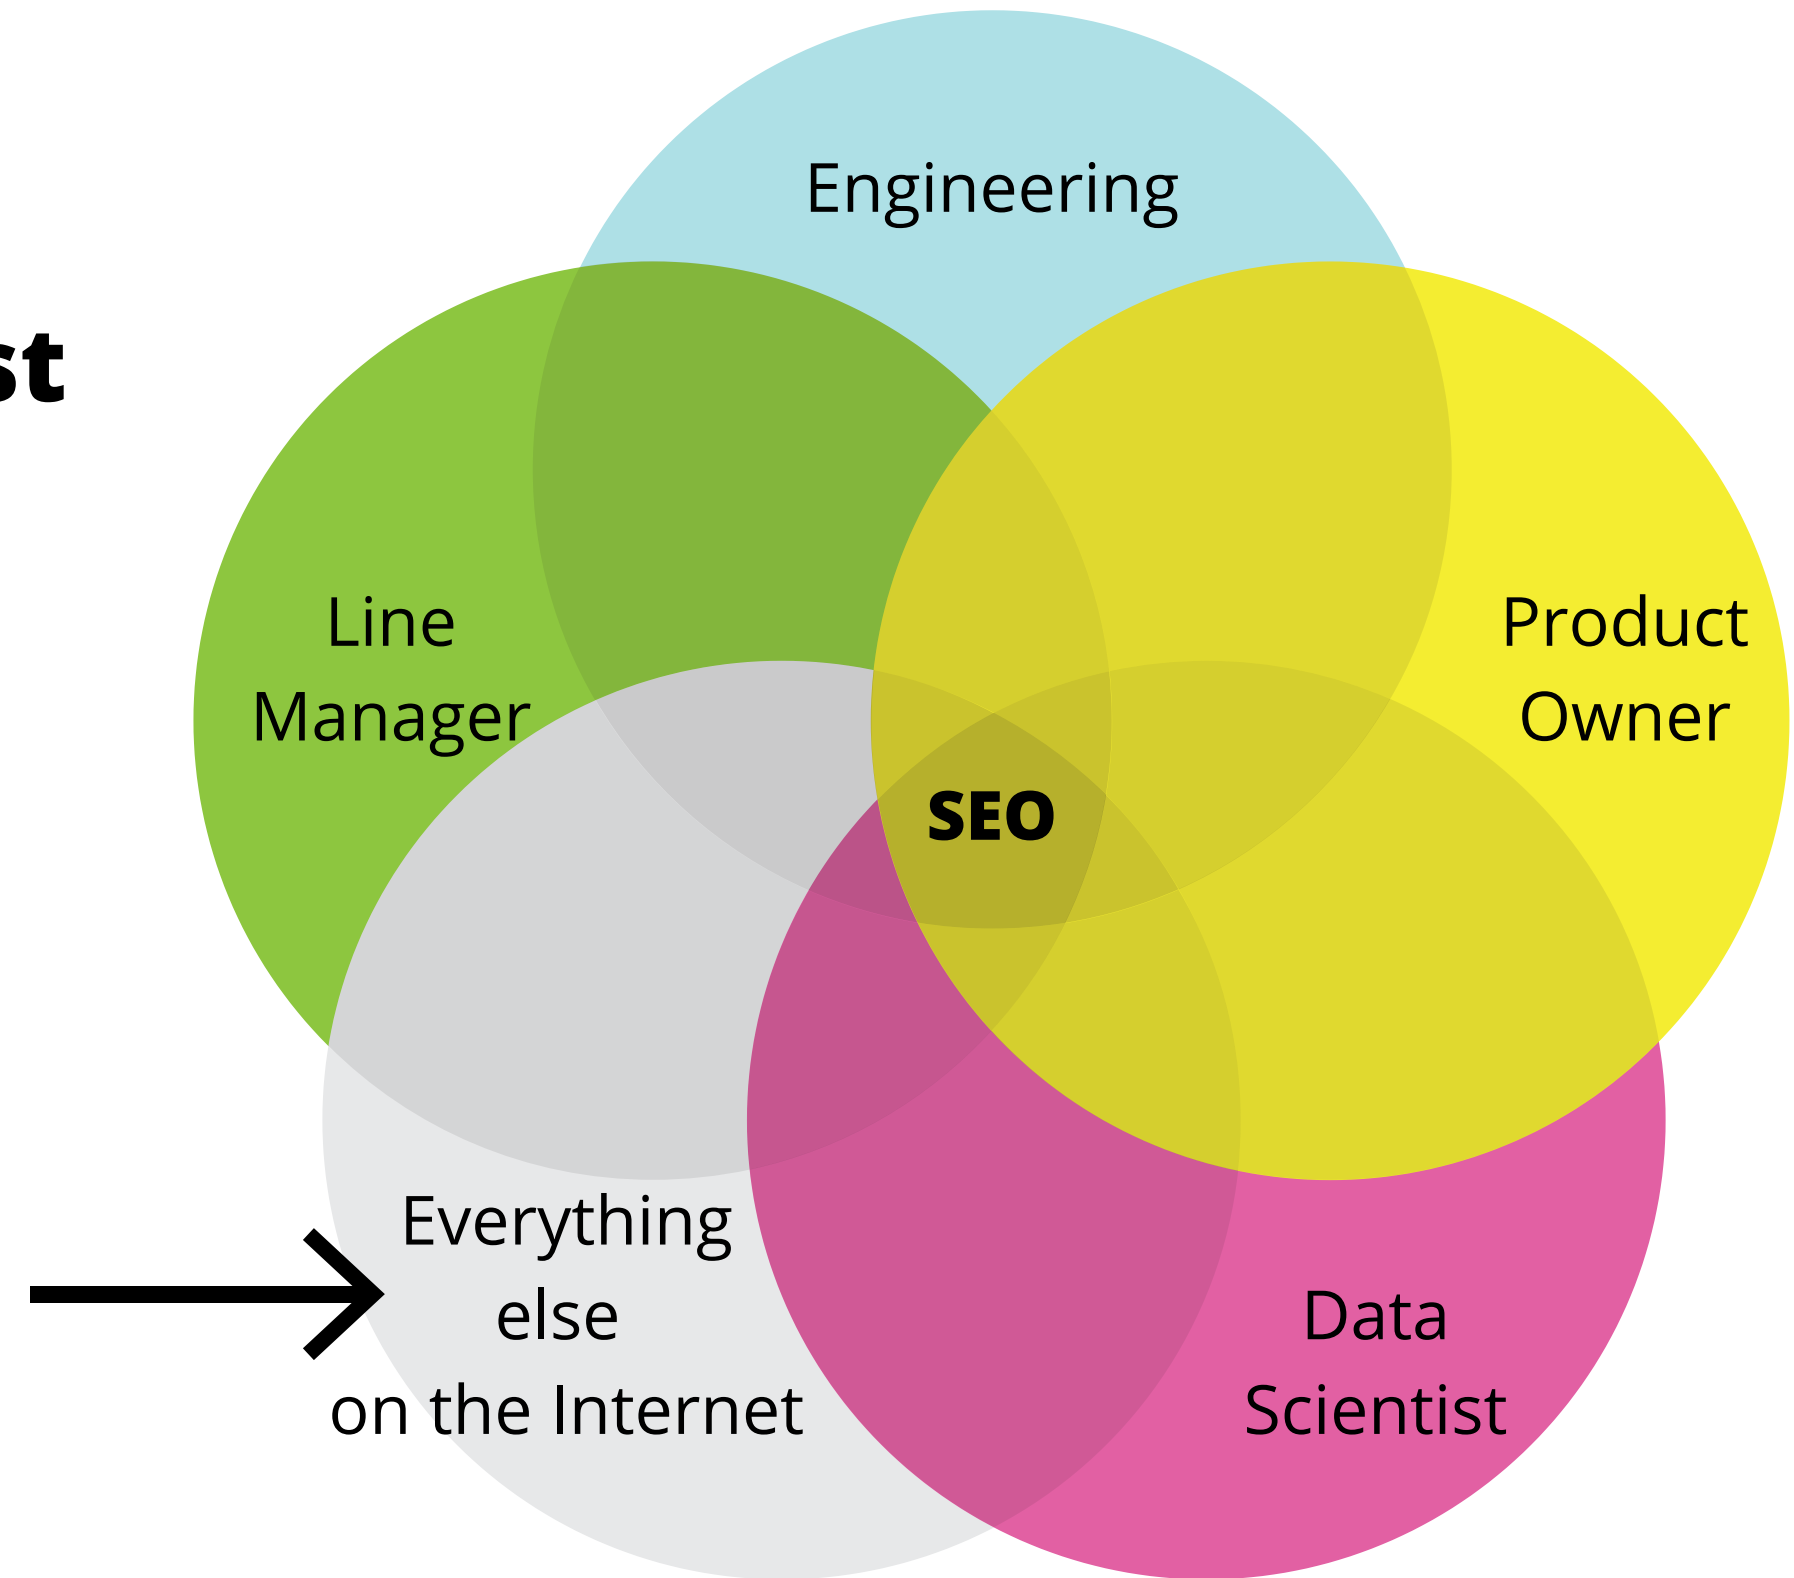 Engineering
st
Line
Manager
Product
Owner
SEO
Everything
else
on the Internet
Data
Scientist